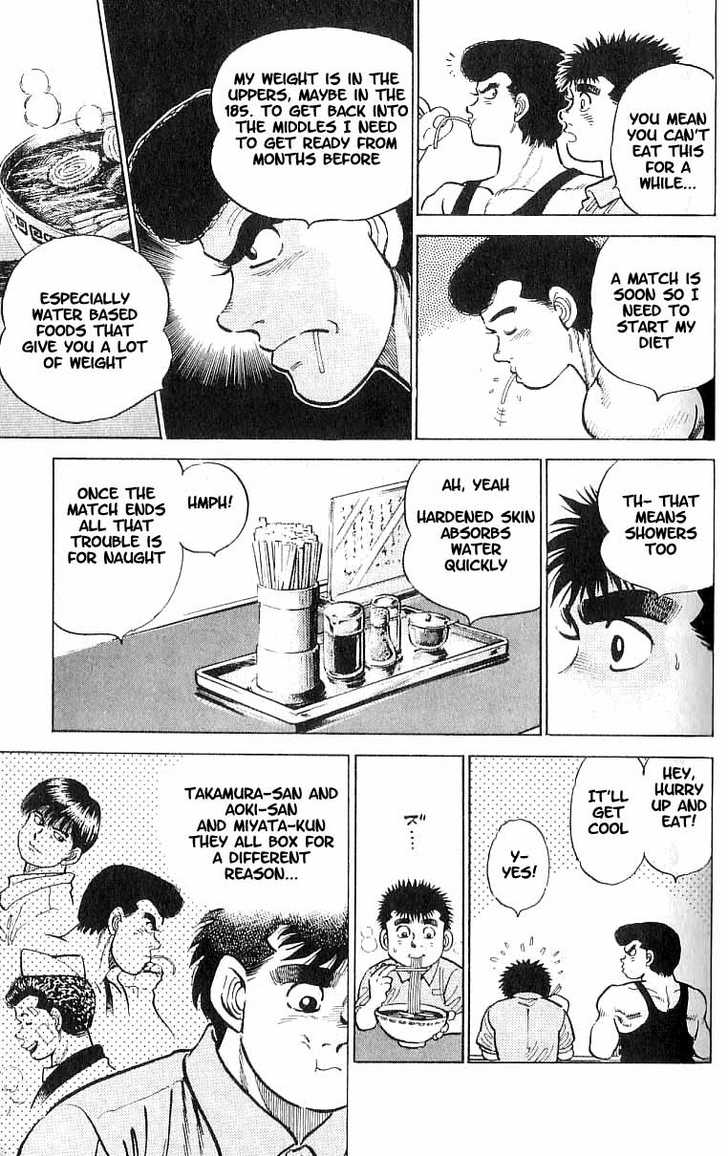 YOU MEAN
YOU CAN'T
EAT THIS
FOR A
WHILE...
A MATCH IS
SOON SO I
NEED TO
START MY
DIET
MY WEIGHT IS IN THE
UPPERS, MAYBE IN THE
185. TO GET BACK INTO
THE MIDDLES I NEED
TO GET READY FROM
MONTHS BEFORE
ESPECIALLY
WATER BASED
FOODS THAT
GIVE YOU A LOT
OF WEIGHT
TH- THAT
MEANS
SHOWERS
TOO
AH, YEAH
HARDENED SKIN
ABSORBS
WATER
QUICKLY
HMPH!
ONCE THE
MATCH ENDS
ALL THAT
TROUBLE IS
FOR NAUGHT
HEY,
HURRY
UP AND
EAT!
IT'LL
GET
COOL
Y-
YES!
ズ…
TAKAMURA-SAN AND
AOKI-SAN
AND MIYATA-KUN
THEY ALL BOX FOR
A DIFFERENT
REASON...